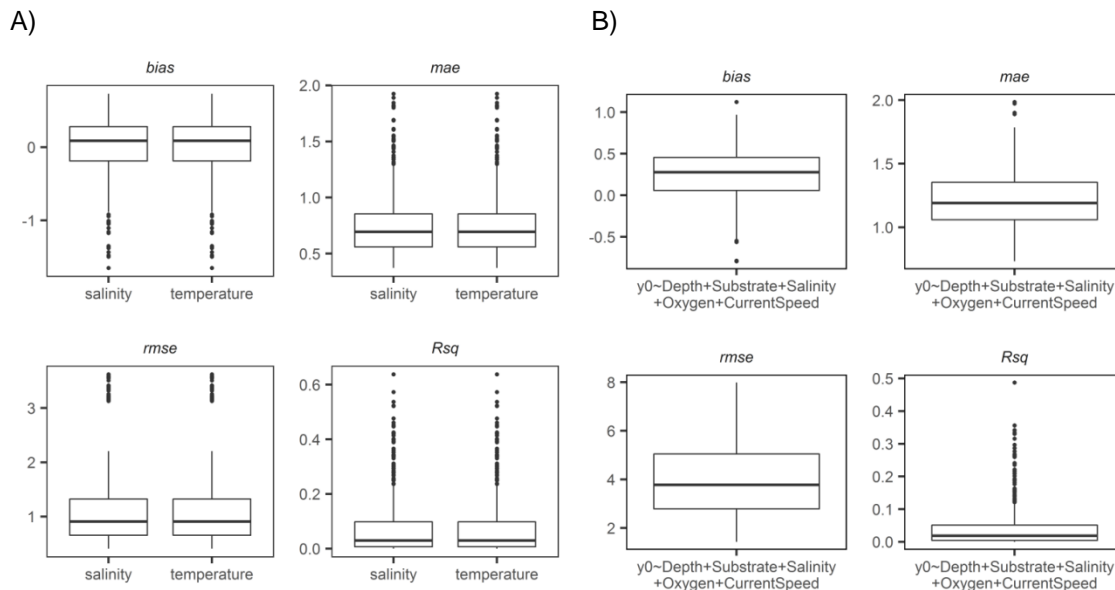 A)
bias
0
-1
salinity temperature
mae
2.0
1.5
1.0
0.5
salinity temperature
rmse
3
2
1
salinity temperature
Rsq
0.6
0.4
0.2
0.0
salinity temperature
B)
bias
1.0
0.5
0.0
-0.5
y0~Depth+Substrate+Salinity
+Oxygen+CurrentSpeed
mae
2.0
1.5
1.0
y0~Depth+Substrate+Salinity
+Oxygen+CurrentSpeed
rmse
8
6
4
2
y0~Depth+Substrate+Salinity
+Oxygen+CurrentSpeed
Rsq
0.5
0.4
0.3
0.2
0.1
0.0
y0~Depth+Substrate+Salinity
+Oxygen+CurrentSpeed